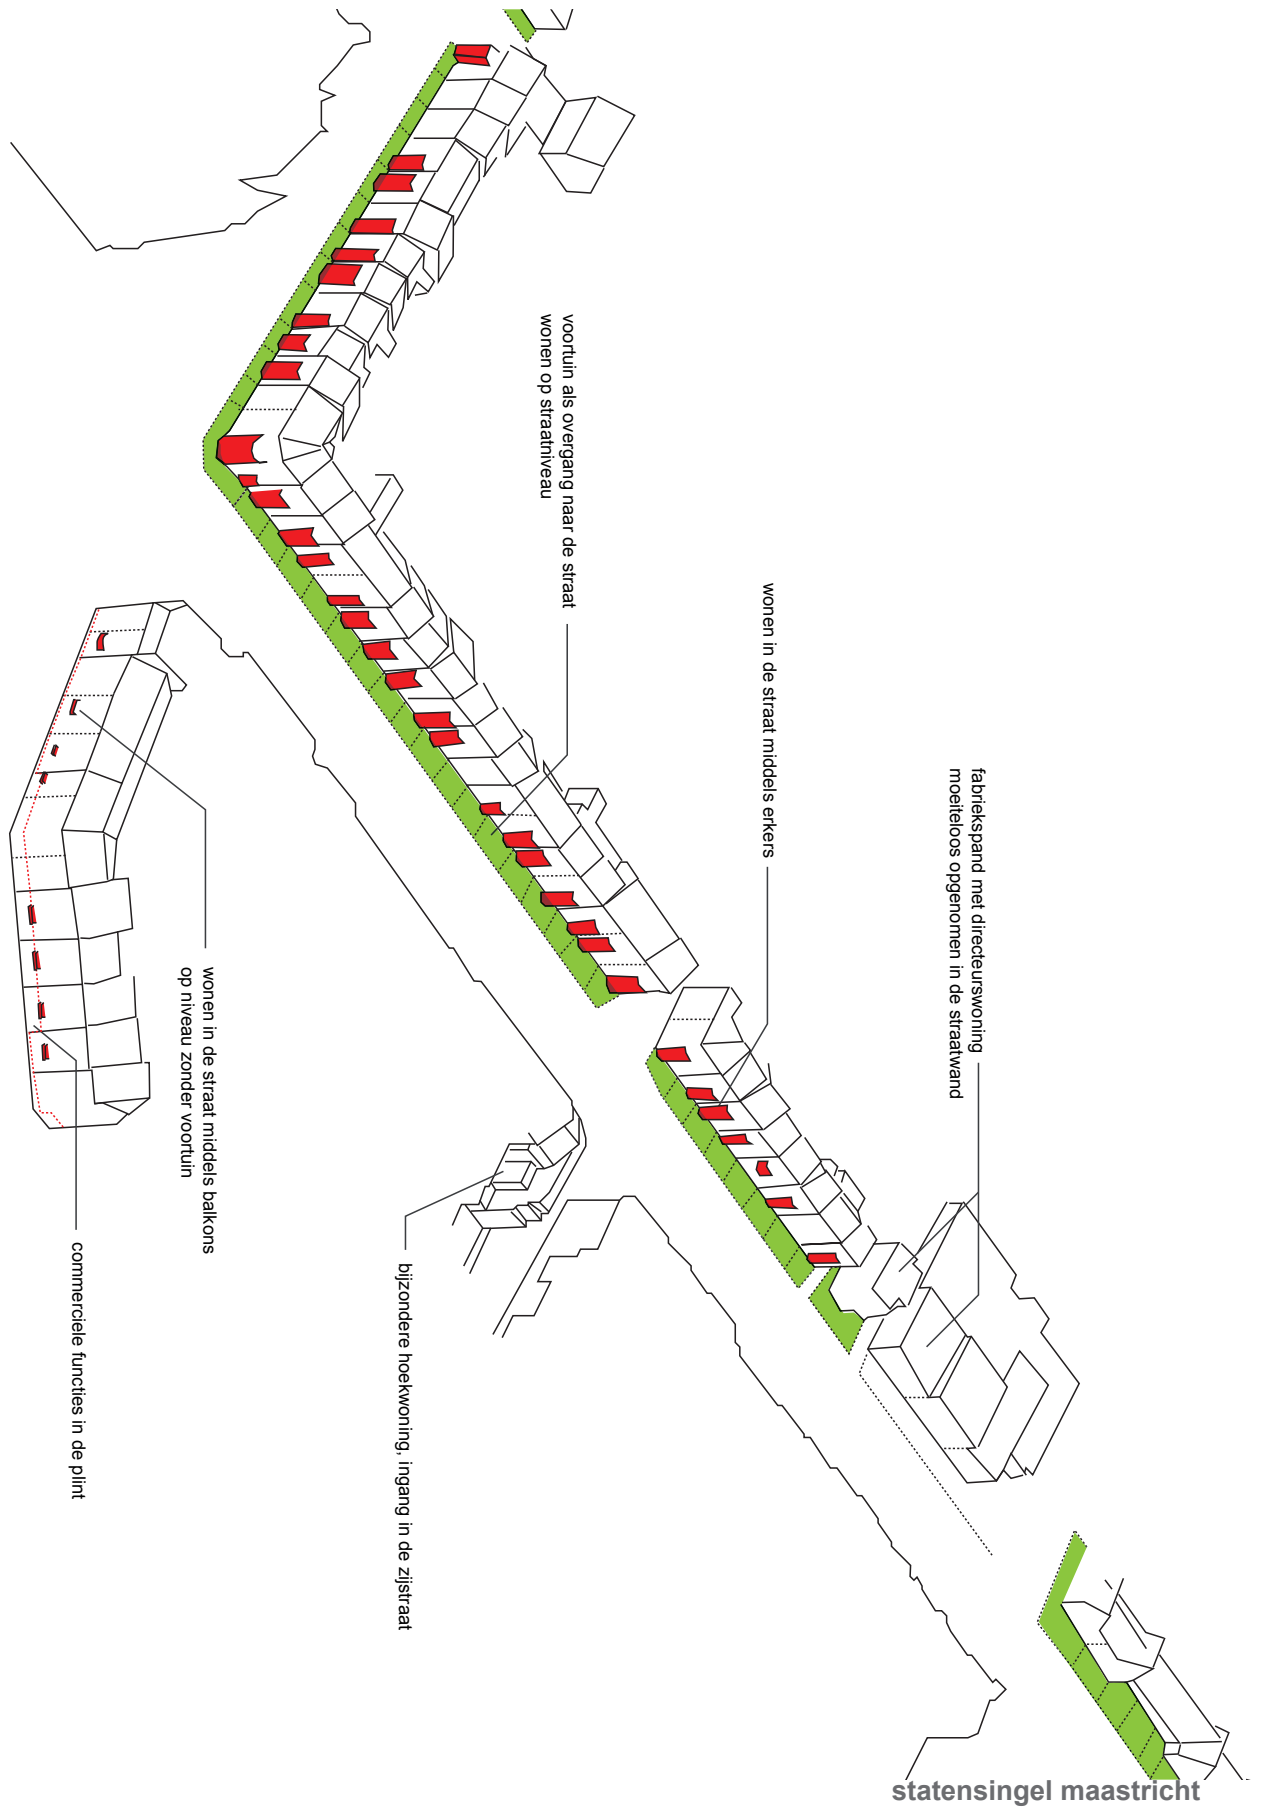 voortuin als overgang naar de straat
wonen op straatniveau
wonen in de straat middels erkers
fabriekspand met directeurswoning
moeiteloos opgenomen in de straatwand
wonen in de straat middels balkons
op niveau zonder voortuin
commerciele functies in de plint
bijzondere hoekwoning, ingang in de zijstraat
statensingel maastricht